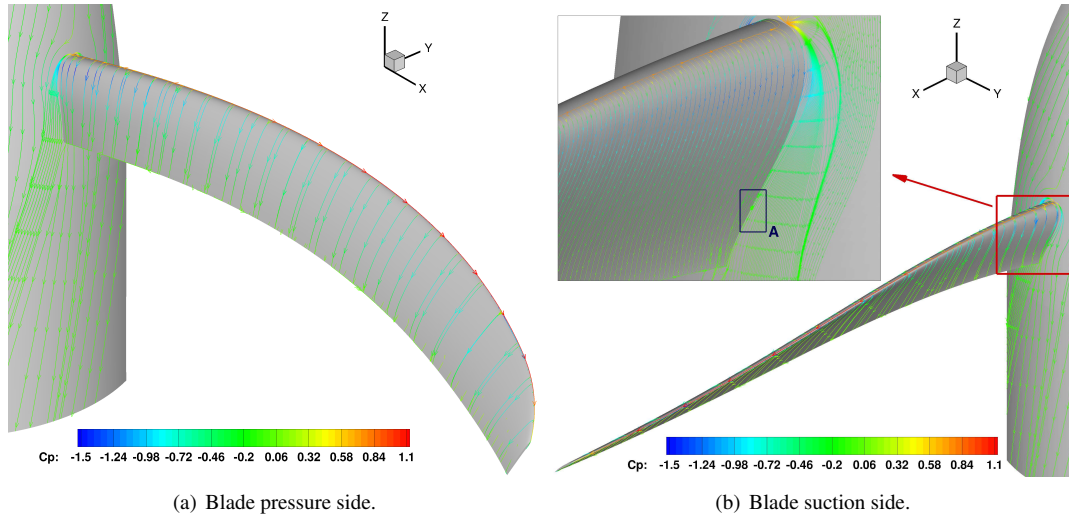 Z
Y
X
A
Z
X
Y
Cp: -1.5 -1.24 -0.98 -0.72 -0.46 -0.2 0.06 0.32 0.58 0.84 1.1
Cp: -1.5 -1.24 -0.98 -0.72 -0.46 -0.2 0.06 0.32 0.58 0.84 1.1
(a) Blade pressure side.
(b) Blade suction side.